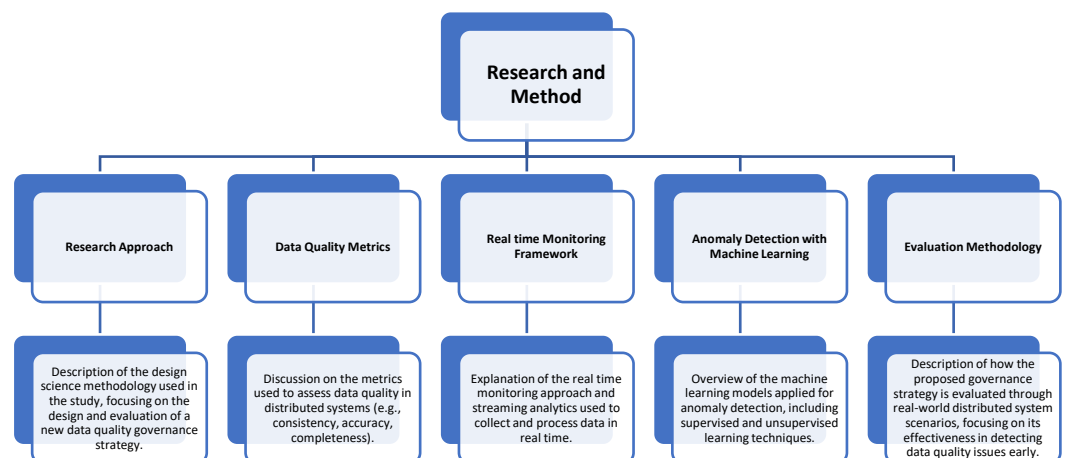 Research and
Method
Research Approach
Data Quality Metrics
Real time Monitoring
Framework
Anomaly Detection with
Machine Learning
Evaluation Methodology
Description of the design
science methodology used in
the study, focusing on the
design and evaluation of a
new data quality governance
strategy.
Discussion on the metrics
used to assess data quality in
distributed systems (e.g.,
consistency, accuracy,
completeness).
Explanation of the real time
monitoring approach and
streaming analytics used to
collect and process data in
real time.
Overview of the machine
learning models applied for
anomaly detection, including
supervised and unsupervised
learning techniques.
Description of how the
proposed governance
strategy is evaluated through
real-world distributed system
scenarios, focusing on its
effectiveness in detecting
data quality issues early.